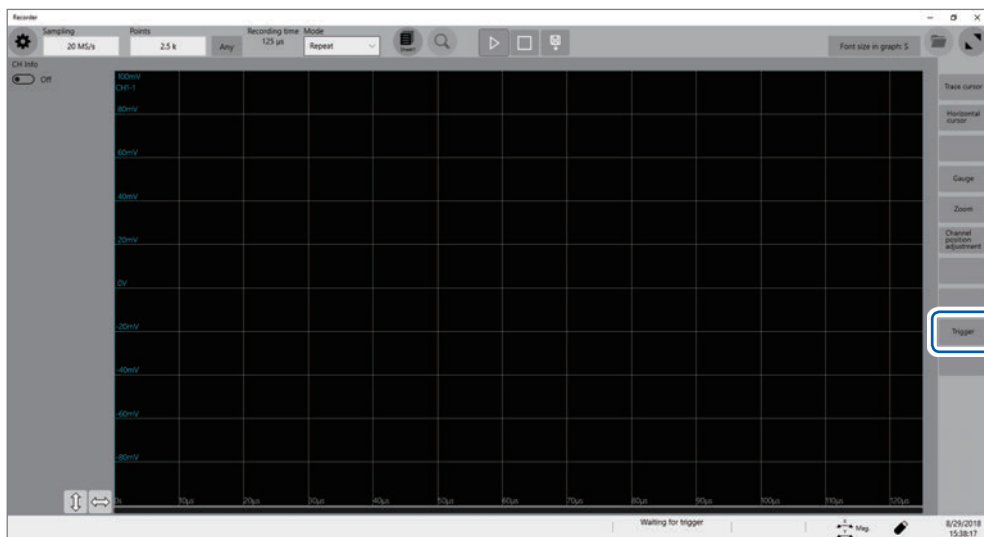 Recorder
Sampling
20 MS/s
Points
2.5 k
Any
Recording time
125 µs
Mode
Repeat
Font size in graph: S
CH Info
Off
100mV
CH1-1
80mV
60mV
40mV
20mV
0V
-20mV
-40mV
-60mV
-80mV
0s 10µs 20µs 30µs 40µs 50µs 60µs 70µs 80µs 90µs 100µs 110µs 120µs
Trace cursor
Horizontal
cursor
Gauge
Zoom
Channel
position
adjustment
Trigger
Waiting for trigger
Mag.
8/29/2018
15:38:17